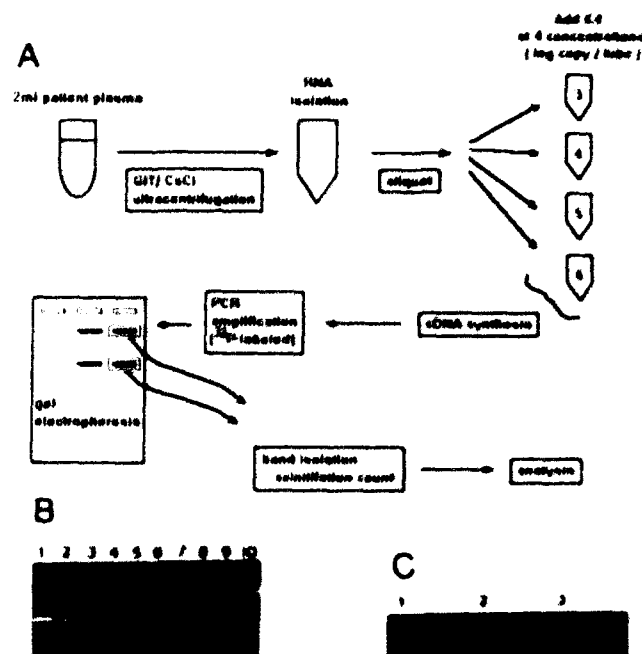 A
2ml patient plasma
RNA
isolation
Add
at 4 concentrations
( log copy / tube )
3
4
5
6
GIT/ CsCl
ultracentrifugation
aliquot
PCR
amplification
labeled
cDNA synthesis
gel
electrophoresis
band isolation
scintillation count
analysis
B
1 2 3 4 5 6 7 8 9 10
C
1 2 3